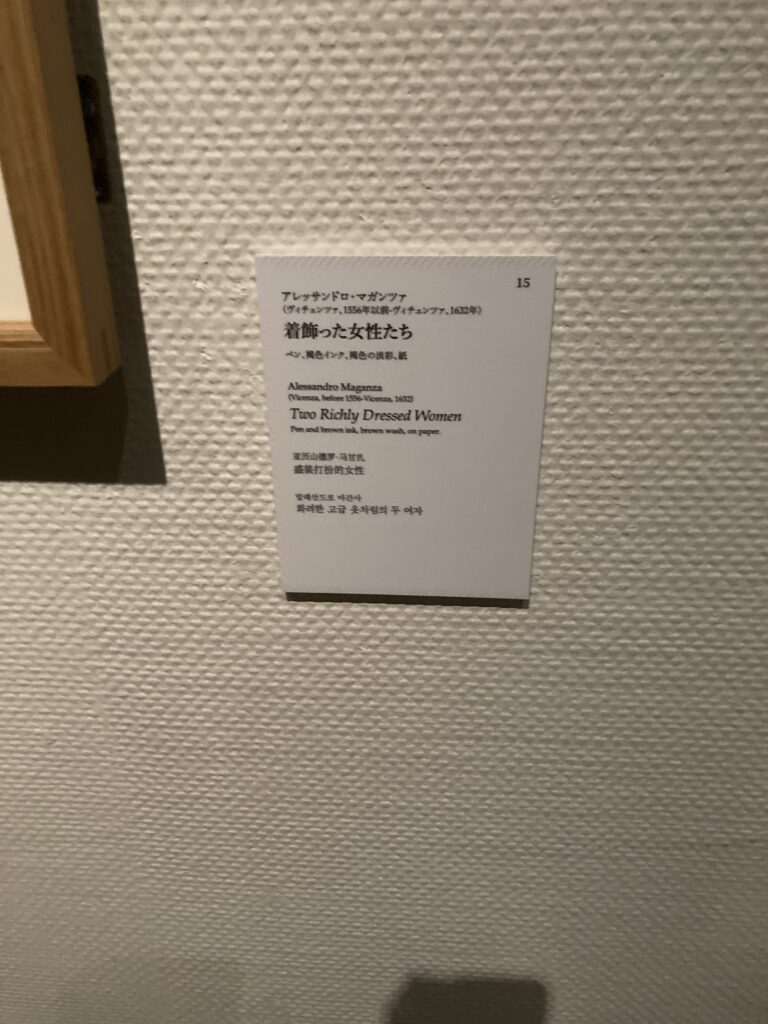 15
アレッサンドロ・マガンツァ
(ヴィチェンツァ、1556年以前-ヴィチェンツァ、1632年)
着飾った女性たち
ペン、褐色インク、褐色の淡彩、紙
Alessandro Maganza
(Vicenza, before 1556-Vicenza, 1632)
Two Richly Dressed Women
Pen and brown ink, brown wash, on paper.
亚历山德罗·马甘扎
盛装打扮的女性
알레산드로 마간사
화려한 고급 옷차림의 두 여자